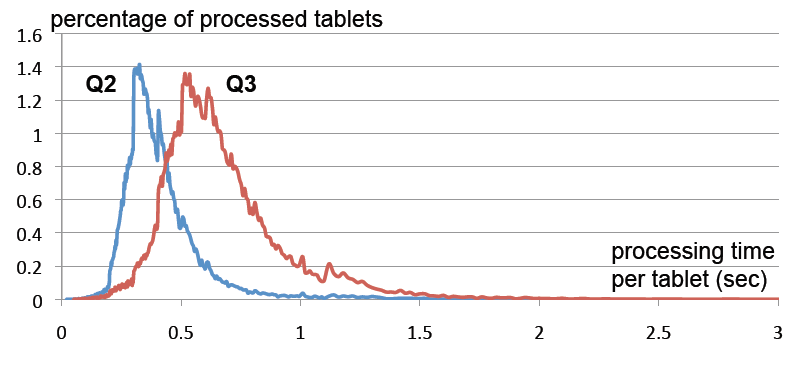 percentage of processed tablets
1.6
1.4
Q2 Q3
1.2
1
0.8
0.6
0.4
processing time
0.2
per tablet (sec)
0
0 0.5 1 1.5 2 2.5 3